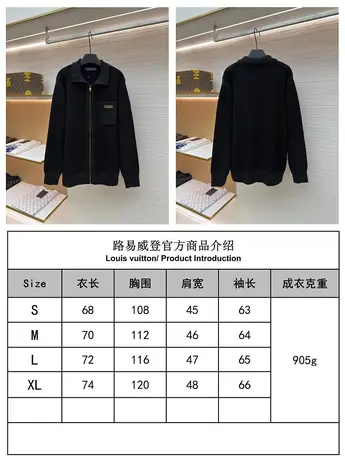 路易威登官方商品介绍
Louis vuitton/ Product Introduction
Size 衣长 胸围 肩宽 袖长 成衣克重
S 68 108 45 63
M 70 112 46 64
L 72 116 47 65
XL 74 120 48 66
905g